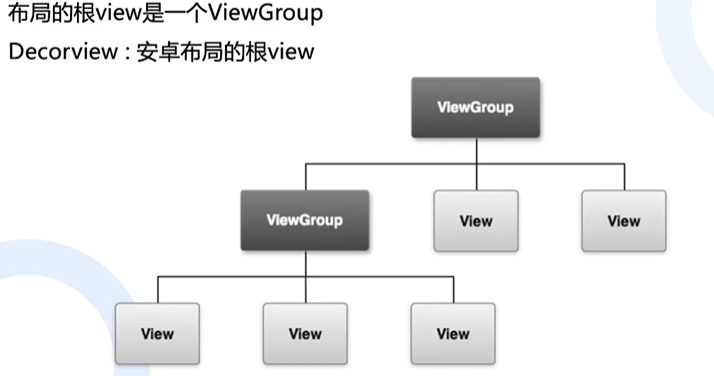 布局的根view是一个ViewGroup
Decorview : 安卓布局的根view
ViewGroup
ViewGroup
View
View
View
View
View